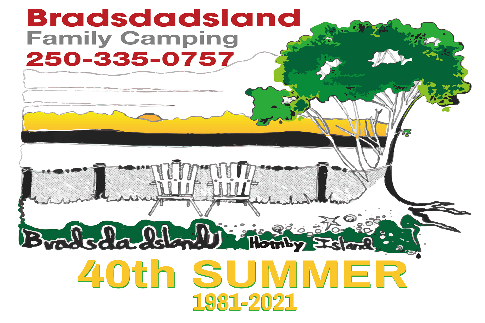 Bradsdadsland
Family Camping
250-335-0757
Bradsdadsland Hornby Island
40th SUMMER
1981-2021